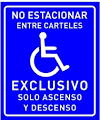 NO ESTACIONAR
ENTRE CARTELES
EXCLUSIVO
SOLO ASCENSO
Y DESCENSO